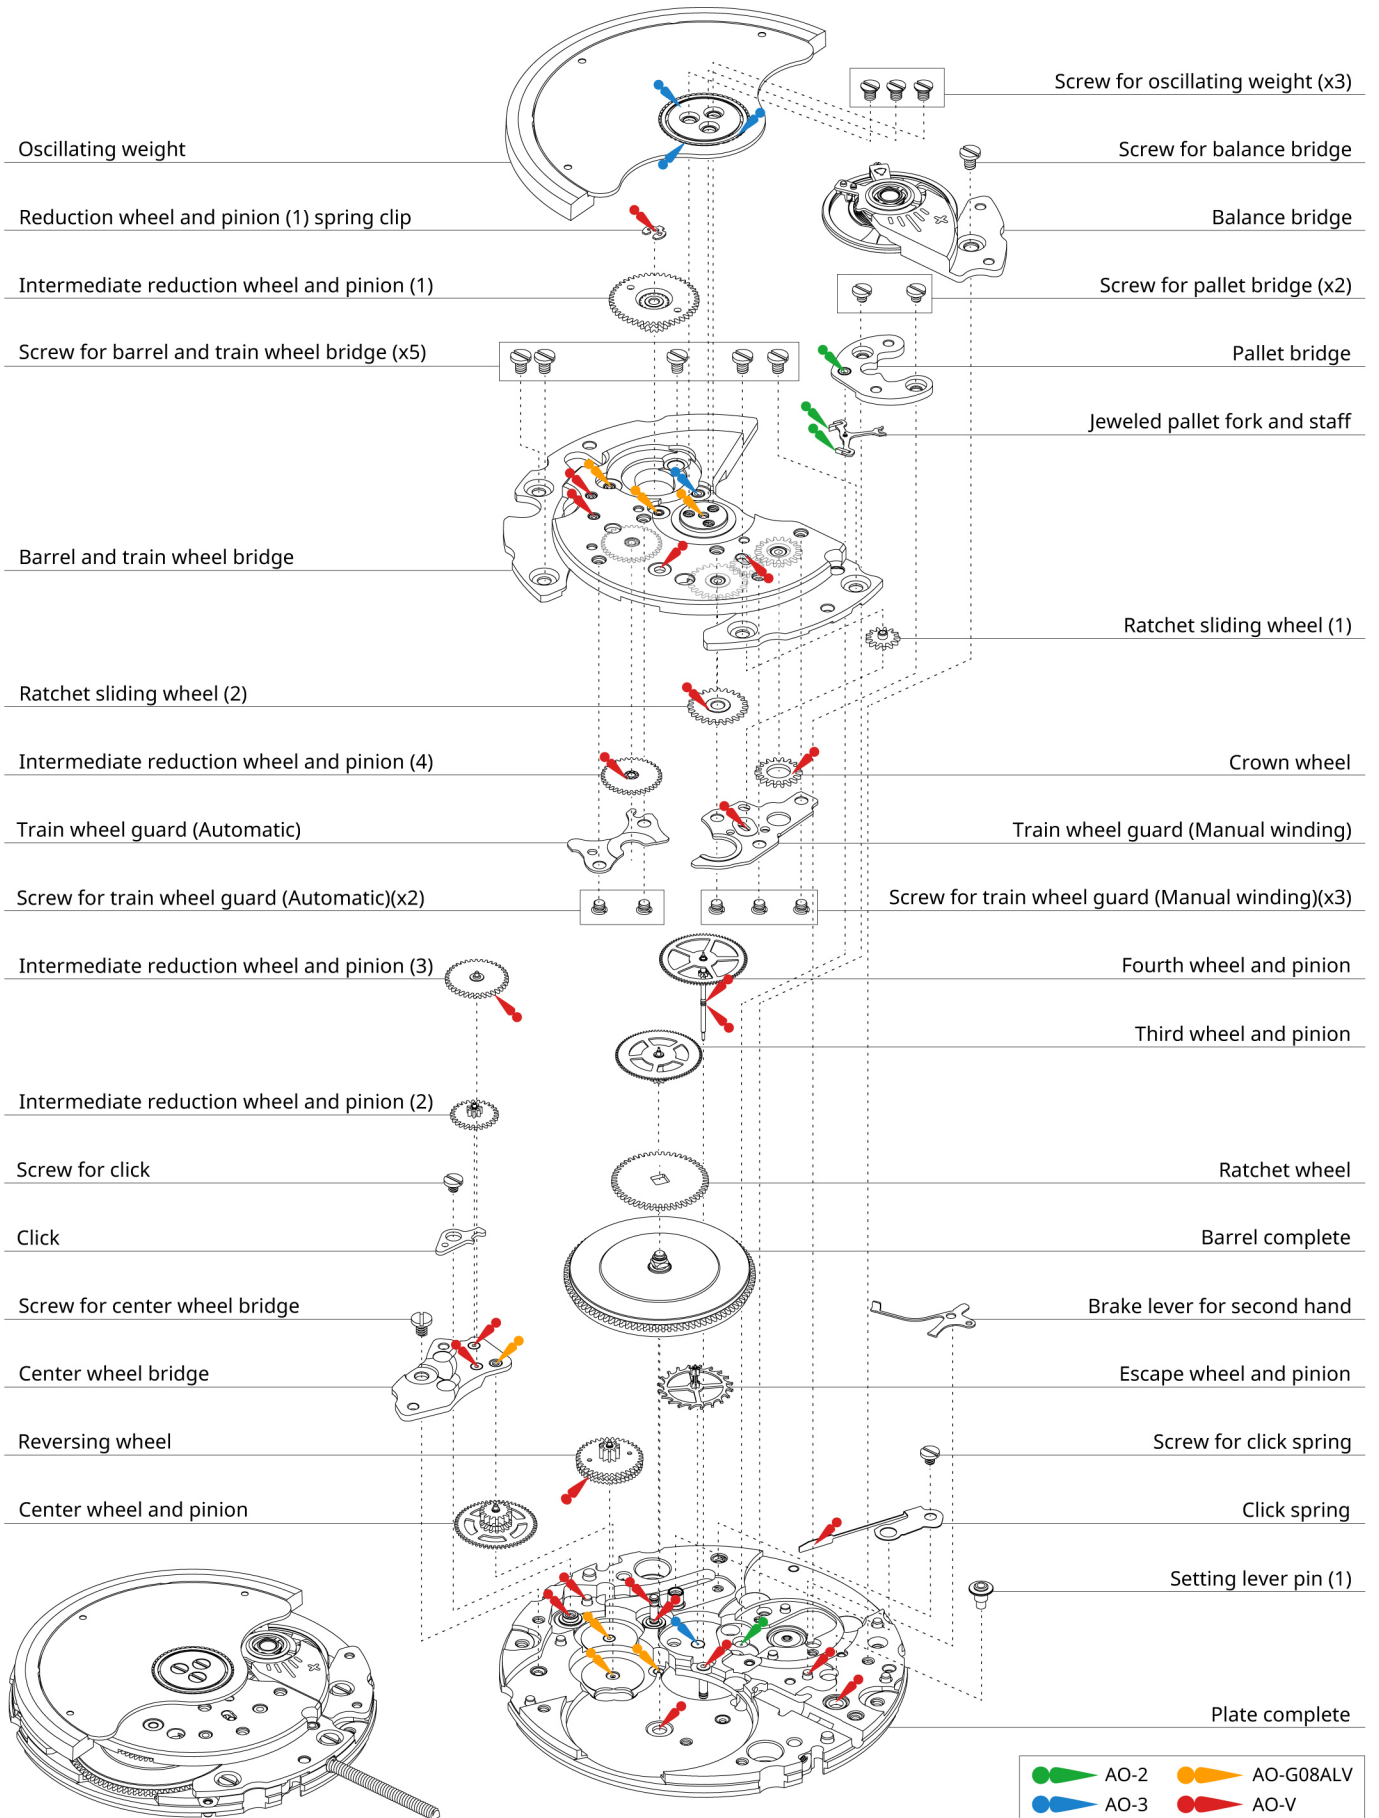 Screw for oscillating weight (x3)
Oscillating weight
Screw for balance bridge
Reduction wheel and pinion (1) spring clip
Balance bridge
Intermediate reduction wheel and pinion (1)
Screw for pallet bridge (x2)
Screw for barrel and train wheel bridge (x5)
Pallet bridge
Jeweled pallet fork and staff
Barrel and train wheel bridge
Ratchet sliding wheel (1)
Ratchet sliding wheel (2)
Intermediate reduction wheel and pinion (4)
Crown wheel
Train wheel guard (Automatic)
Train wheel guard (Manual winding)
Screw for train wheel guard (Automatic)(x2)
Screw for train wheel guard (Manual winding)(x3)
Intermediate reduction wheel and pinion (3)
Fourth wheel and pinion
Third wheel and pinion
Intermediate reduction wheel and pinion (2)
Screw for click
Ratchet wheel
Click
Barrel complete
Screw for center wheel bridge
Brake lever for second hand
Center wheel bridge
Escape wheel and pinion
Reversing wheel
Screw for click spring
Center wheel and pinion
Click spring
Setting lever pin (1)
Plate complete
AO-2
AO-G08ALV
AO-3
AO-V